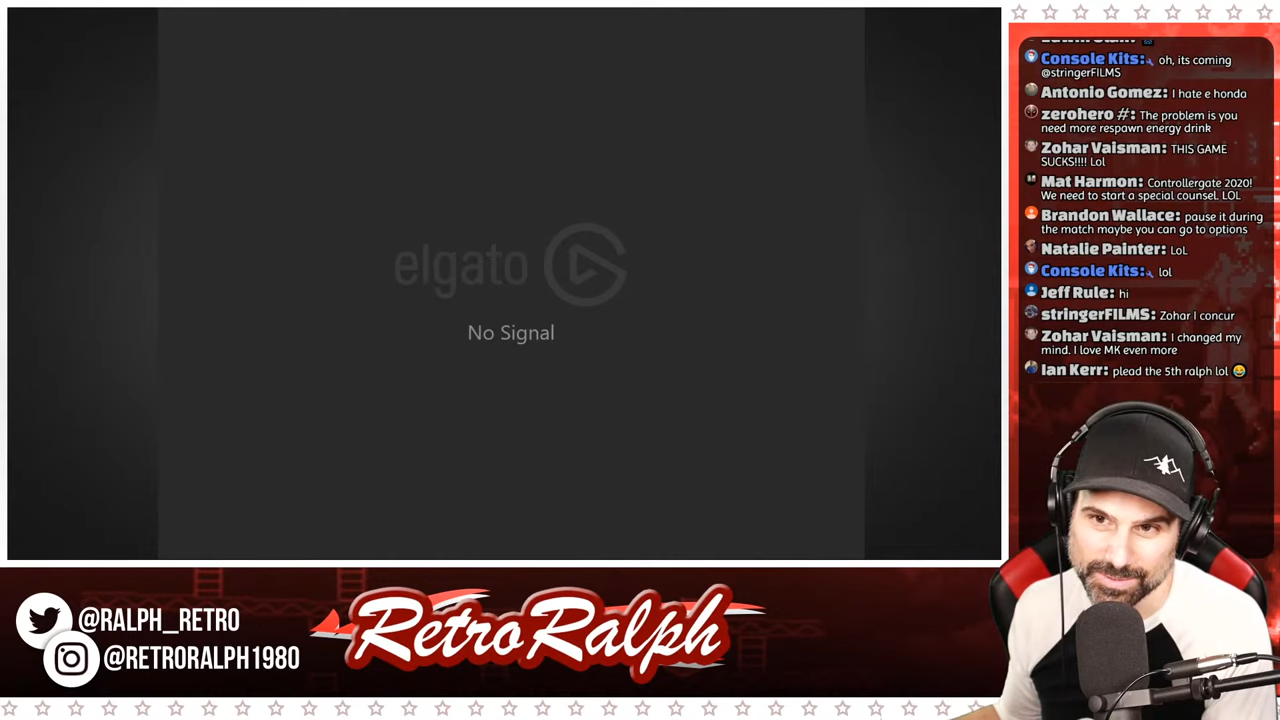 elgato
No Signal
Console Kits: oh, its coming
@stringerFILMS
Antonio Gomez: I hate e honda
zerohero #: The problem is you
need more respawn energy drink
Zohar Vaisman: THIS GAME
SUCKS!!!! Lol
Mat Harmon: Controllergate 2020!
We need to start a special counsel. LOL
Brandon Wallace: pause it during
the match maybe you can go to options
Natalie Painter: LoL
Console Kits: lol
Jeff Rule: hi
stringerFILMS: Zohar I concur
Zohar Vaisman: I changed my
mind. I love MK even more
Ian Kerr: plead the 5th ralph lol 😂
@RALPH_RETRO
@RETRORALPH1980
RetroRalph